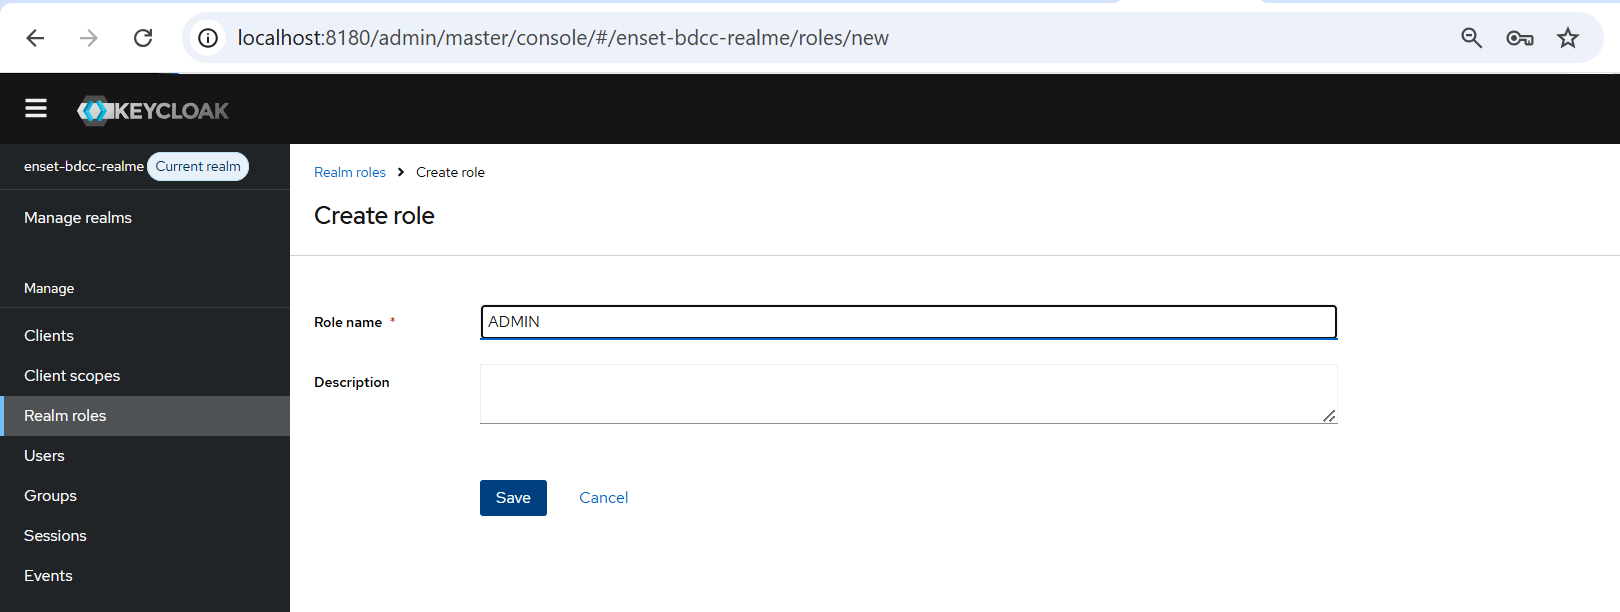 localhost:8180/admin/master/console/#/enset-bdcc-realme/roles/new
KEYCLOAK
enset-bdcc-realme Current realm
Manage realms
Manage
Clients
Client scopes
Realm roles
Users
Groups
Sessions
Events
Realm roles > Create role
Create role
Role name *
ADMIN
Description
Save Cancel